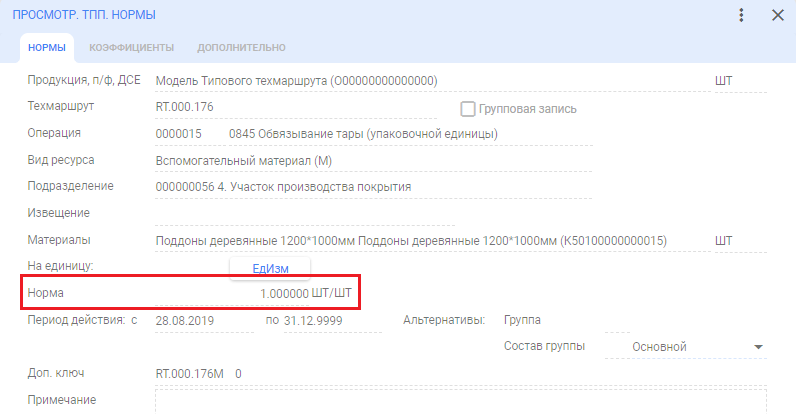 ПРОСМОТР. ТПП. НОРМЫ
НОРМЫ КОЭФФИЦИЕНТЫ ДОПОЛНИТЕЛЬНО
Продукция, п/ф, ДСЕ Модель Типового техмаршрута (О00000000000000) ШТ
Техмаршрут RT.000.176 Групповая запись
Операция 0000015 0845 Обвязывание тары (упаковочной единицы)
Вид ресурса Вспомогательный материал (М)
Подразделение 000000056 4. Участок производства покрытия
Извещение
Материалы Поддоны деревянные 1200*1000мм Поддоны деревянные 1200*1000мм (К50100000000015) ШТ
На единицу: ЕдИзм
Норма 1.000000 ШТ/ШТ
Период действия: с 28.08.2019 по 31.12.9999 Альтернативы: Группа
Состав группы Основной
Доп. ключ RT.000.176М 0
Примечание